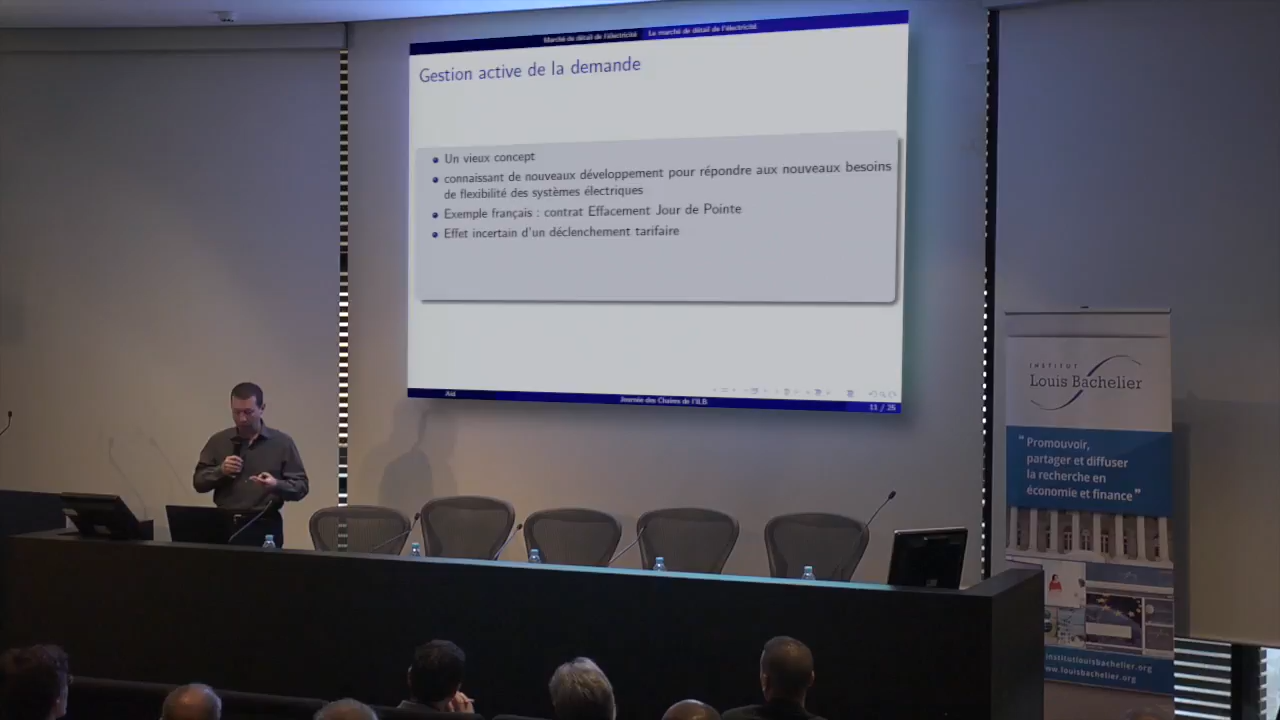 Marché de détail de l'électricité Le marché de détail de l'électricité
Gestion active de la demande
Un vieux concept
connaissant de nouveaux développement pour répondre aux nouveaux besoins
de flexibilité des systèmes électriques
Exemple français : contrat Effacement Jour de Pointe
Effet incertain d'un déclenchement tarifaire
Aïd
Journée des Chaires de l'ILB
11 / 25
INSTITUT
Louis Bachelier
" Promouvoir,
partager et diffuser
la recherche en
économie et finance "
institutlouisbachelier.org
www.louisbachelier.org